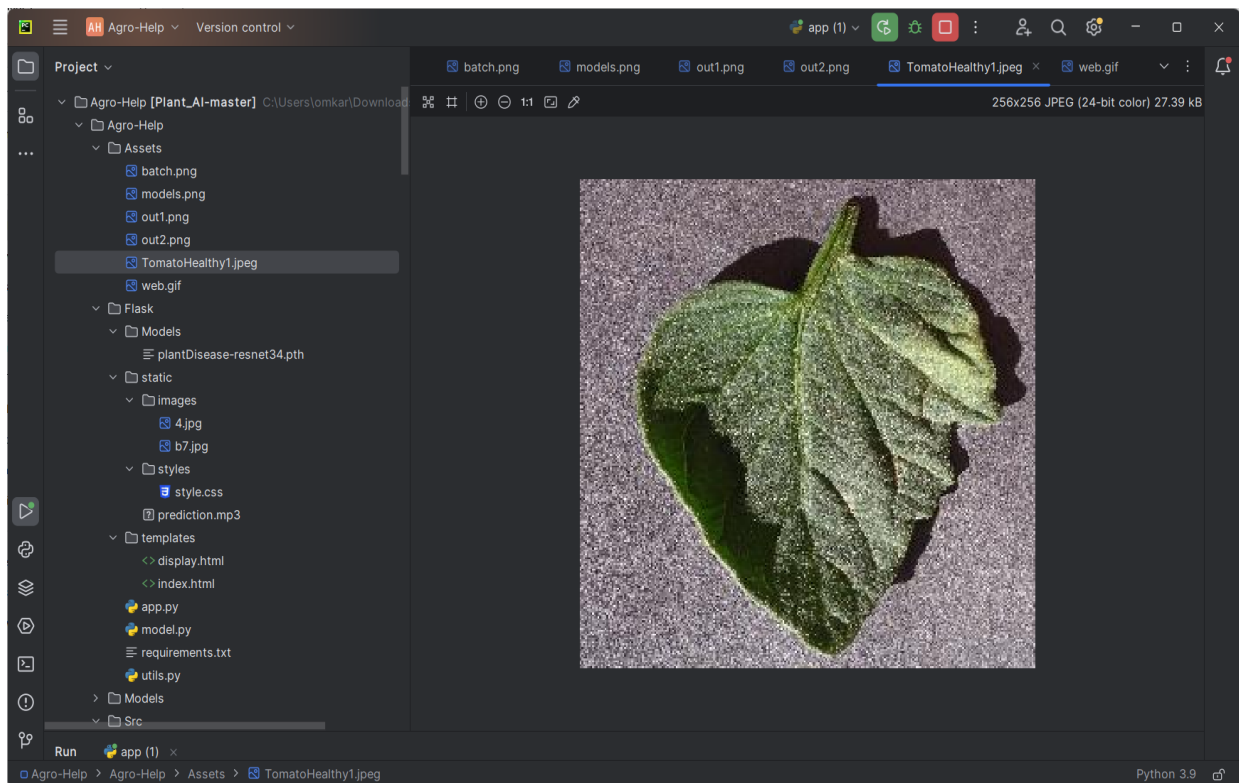 PC
AH Agro-Help Version control app (1)
Project
batch.png models.png out1.png out2.png TomatoHealthy1.jpeg web.gif
1:1 256x256 JPEG (24-bit color) 27.39 kB
Agro-Help [Plant_AI-master] C:\Users\omkar\Download
Agro-Help
Assets
batch.png
models.png
out1.png
out2.png
TomatoHealthy1.jpeg
web.gif
Flask
Models
plantDisease-resnet34.pth
static
images
4.jpg
b7.jpg
styles
style.css
prediction.mp3
templates
display.html
index.html
app.py
model.py
requirements.txt
utils.py
Models
Src
Run app (1)
Agro-Help > Agro-Help > Assets > TomatoHealthy1.jpeg Python 3.9